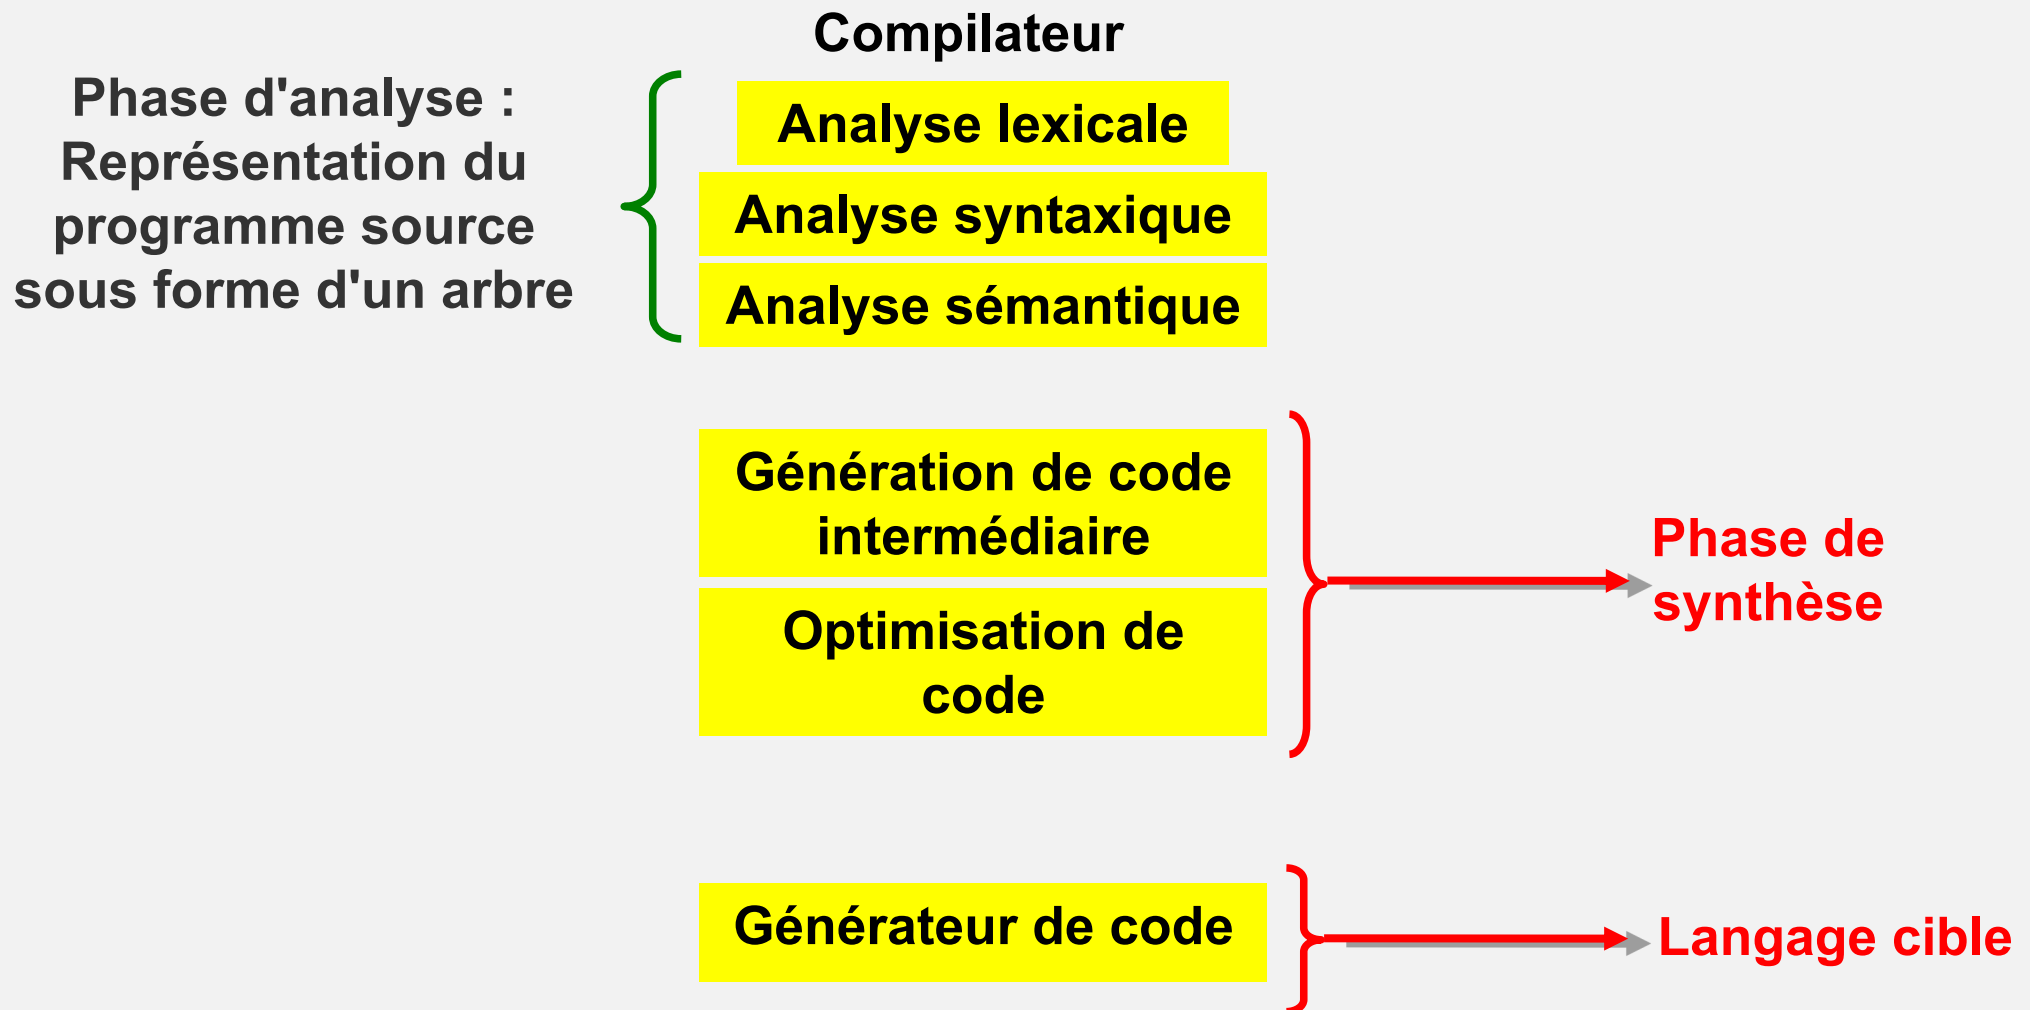 Compilateur
Phase d'analyse :
Représentation du
programme source
sous forme d'un arbre
Analyse lexicale
Analyse syntaxique
Analyse sémantique
Génération de code
intermédiaire
Optimisation de
code
Phase de
synthèse
Générateur de code
Langage cible